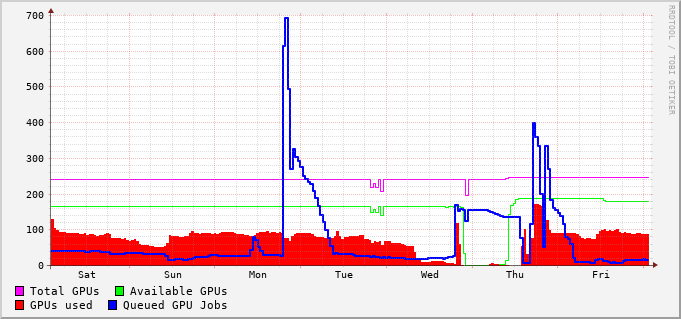 700
600
500
400
300
200
100
0
Sat Sun Mon Tue Wed Thu Fri
Total GPUs Available GPUs
GPUs used Queued GPU Jobs
RRDTOOL / TOBI OETIKER